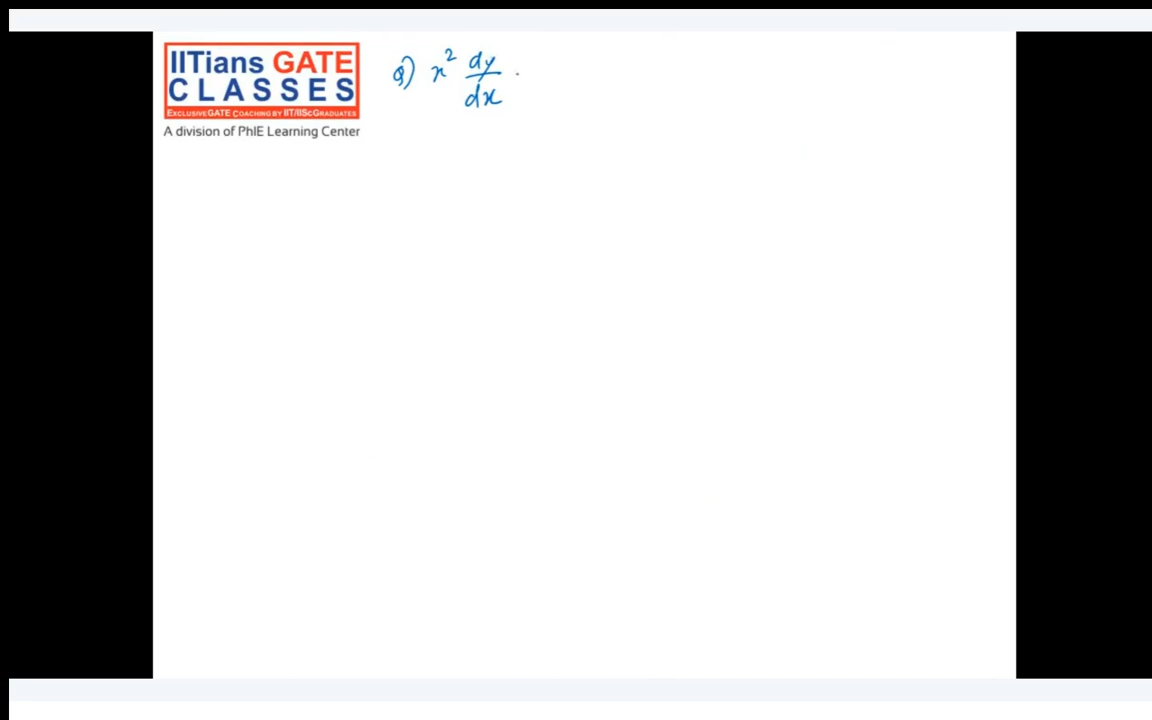 IITians GATE
CLASSES
EXCLUSIVE GATE COACHING BY IIT/IISc GRADUATES
A division of PhIE Learning Center
Q) x² dy/dx